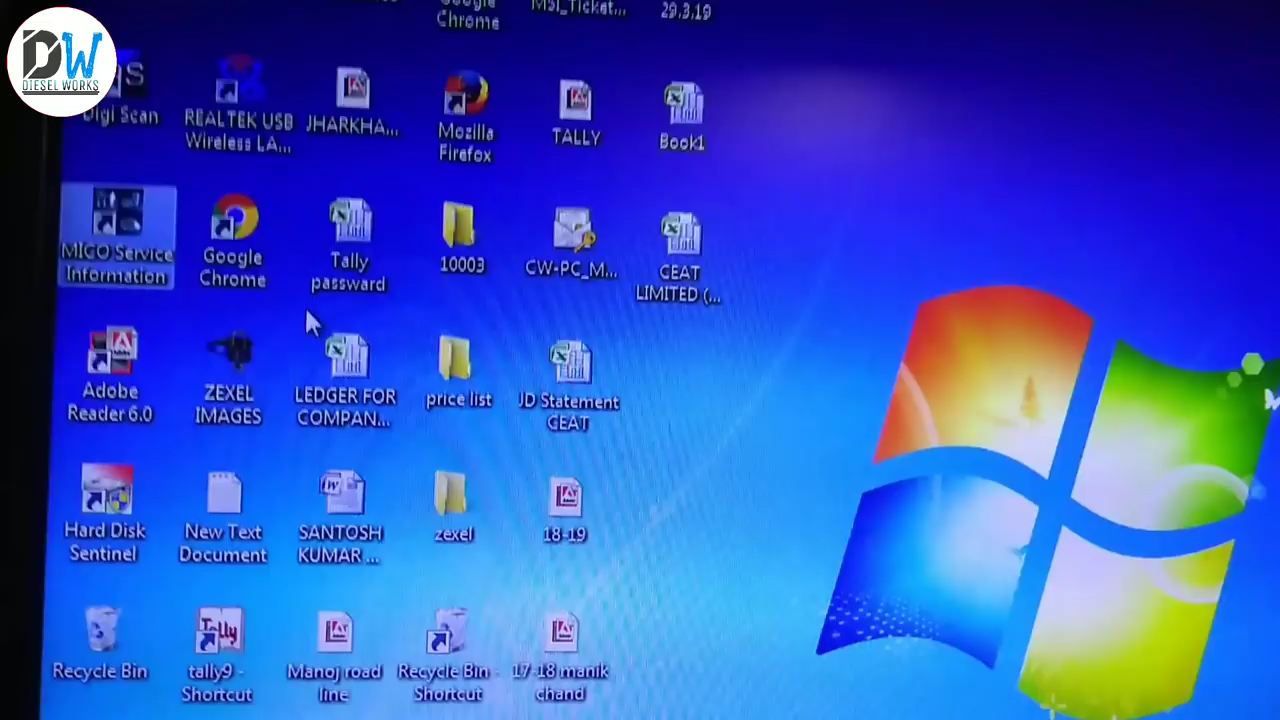 DW
DIESEL WORKS
Google
Chrome
MSI_Ticket...
29.3.19
Digi Scan
REALTEK USB
Wireless LA...
JHARKHA...
Mozilla
Firefox
TALLY
Book1
MICO Service
Information
Google
Chrome
Tally
passward
10003
CW-PC_M...
CEAT
LIMITED (...
Adobe
Reader 6.0
ZEXEL
IMAGES
LEDGER FOR
COMPAN...
price list
JD Statement
CEAT
Hard Disk
Sentinel
New Text
Document
SANTOSH
KUMAR ...
zexel
18-19
Recycle Bin
Tally
tally9 -
Shortcut
Manoj road
line
Recycle Bin -
Shortcut
17-18 manik
chand